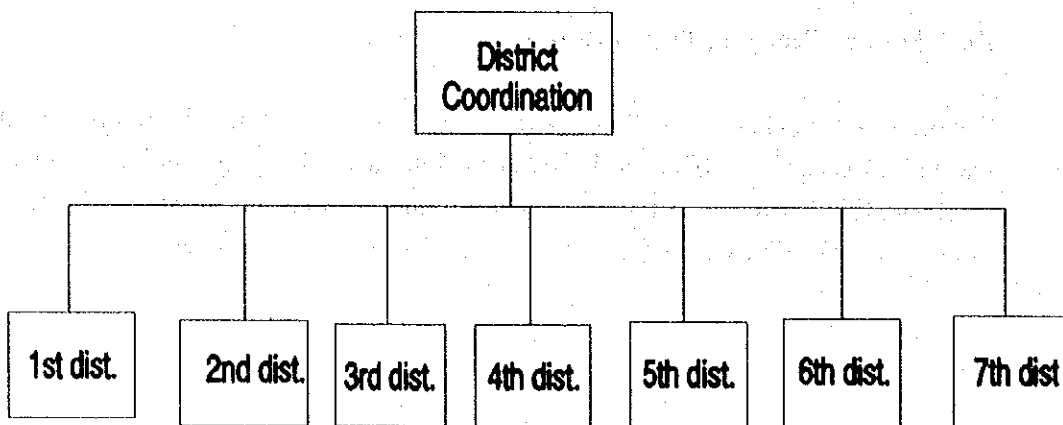 District
Coordination
1st dist.
2nd dist.
3rd dist.
4th dist.
5th dist.
6th dist.
7th dist